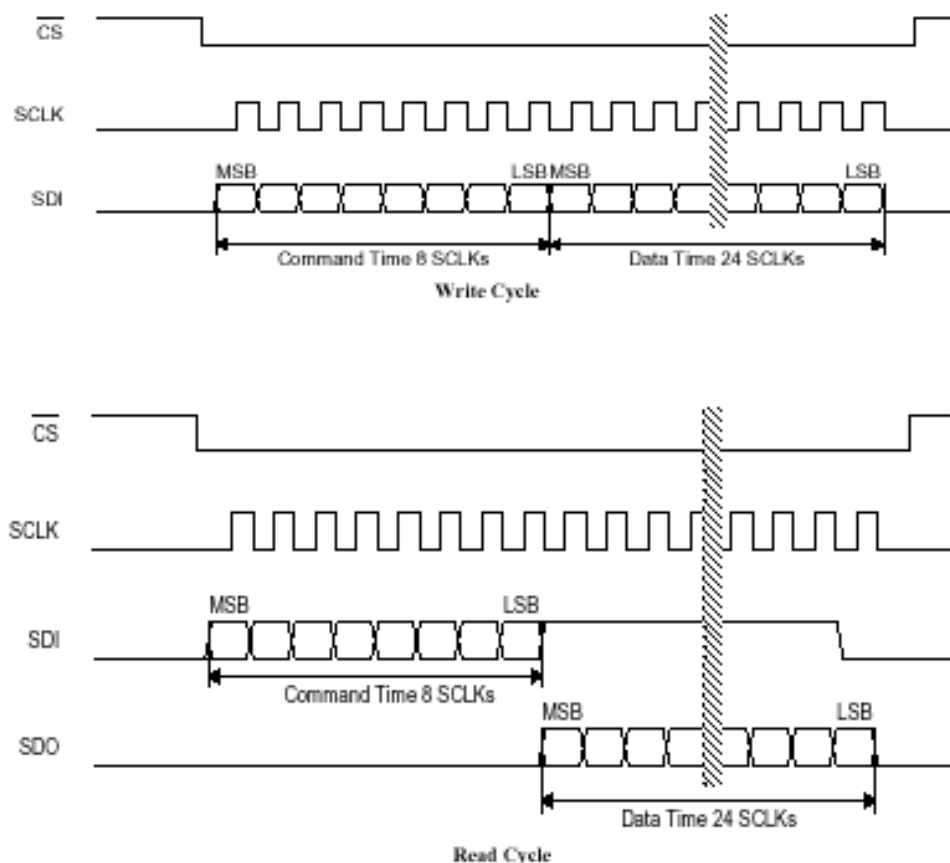 CS
SCLK
MSB LSB MSB LSB
SDI
Command Time 8 SCLKs Data Time 24 SCLKs
Write Cycle
CS
SCLK
MSB LSB
SDI
Command Time 8 SCLKs
MSB LSB
SDO
Data Time 24 SCLKs
Read Cycle